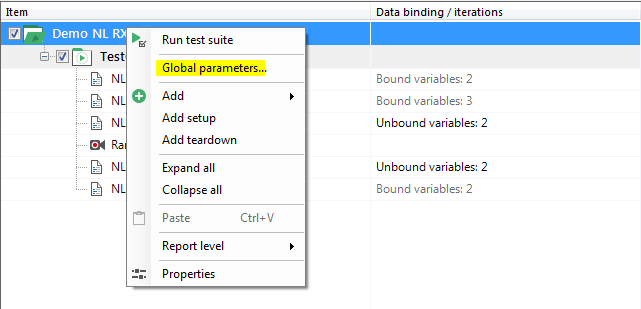 Item Data binding / iterations
Demo NL RX
Run test suite
Test
Global parameters...
NL Bound variables: 2
NL Add Bound variables: 3
NL Add setup Unbound variables: 2
Ra Add teardown
NL Expand all Unbound variables: 2
NL Collapse all Bound variables: 2
Paste Ctrl+V
Report level
Properties